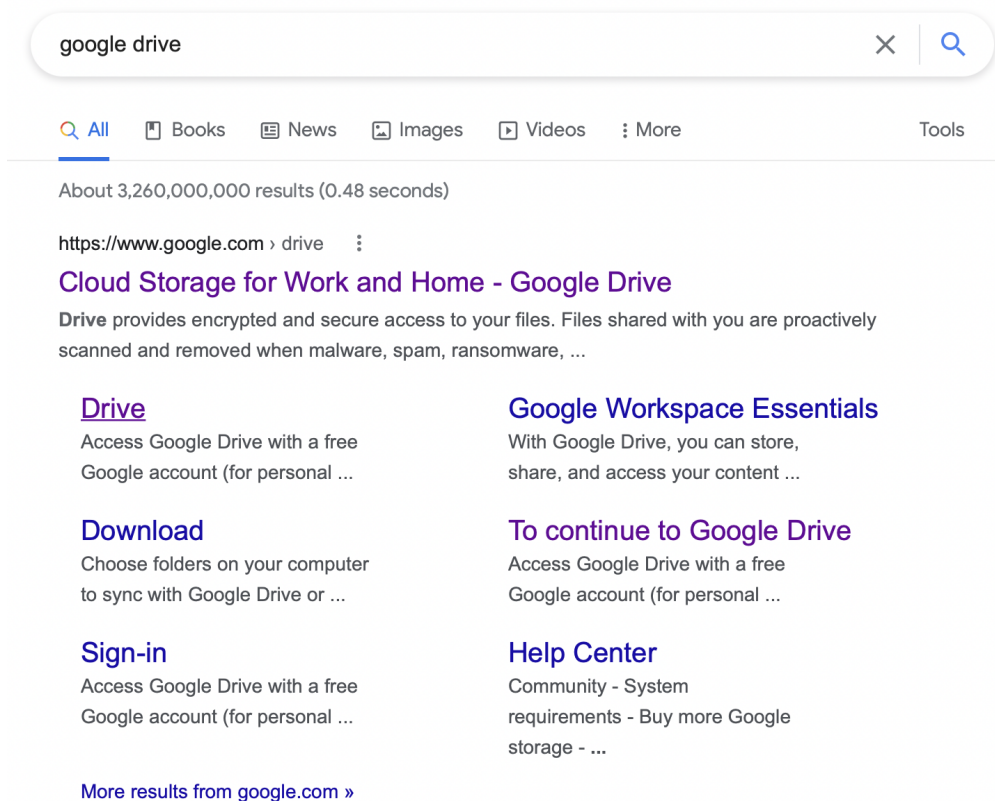 google drive
All Books News Images Videos More Tools
About 3,260,000,000 results (0.48 seconds)
https://www.google.com › drive
Cloud Storage for Work and Home - Google Drive
Drive provides encrypted and secure access to your files. Files shared with you are proactively
scanned and removed when malware, spam, ransomware, ...
Drive
Access Google Drive with a free
Google account (for personal ...
Google Workspace Essentials
With Google Drive, you can store,
share, and access your content ...
Download
Choose folders on your computer
to sync with Google Drive or ...
To continue to Google Drive
Access Google Drive with a free
Google account (for personal ...
Sign-in
Access Google Drive with a free
Google account (for personal ...
Help Center
Community - System
requirements - Buy more Google
storage - ...
More results from google.com »